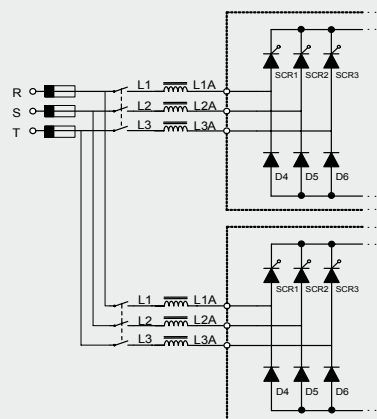 SCR1 SCR2 SCR3
R L1 L1A
S L2 L2A
T L3 L3A
D4 D5 D6
SCR1 SCR2 SCR3
L1 L1A
L2 L2A
L3 L3A
D4 D5 D6